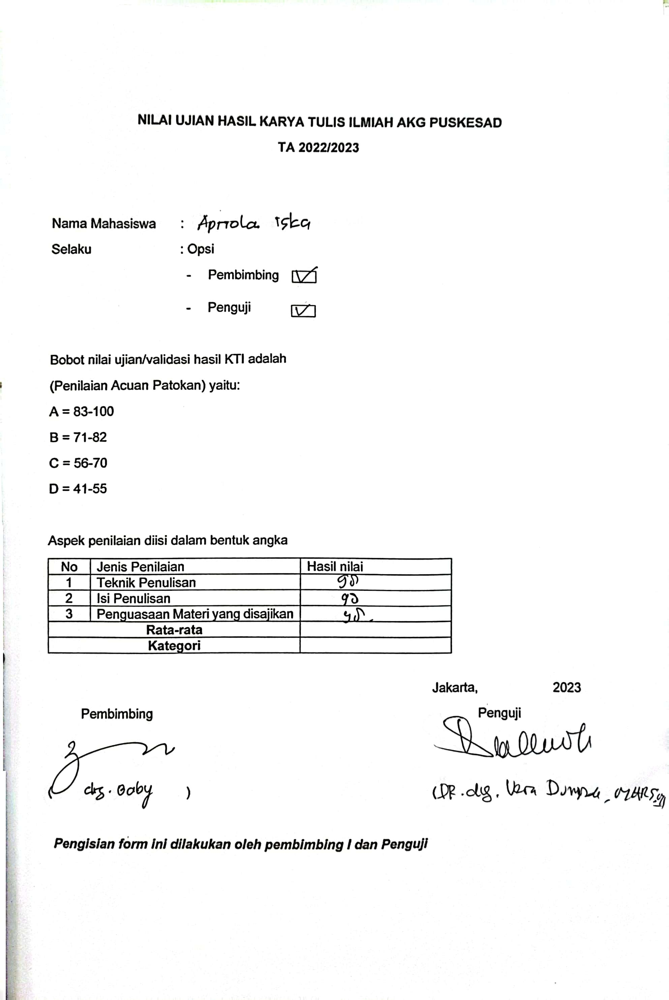 NILAI UJIAN HASIL KARYA TULIS ILMIAH AKG PUSKESAD
TA 2022/2023
Nama Mahasiswa : Apriola Iska
Selaku : Opsi
- Pembimbing
- Penguji
Bobot nilai ujian/validasi hasil KTI adalah
(Penilaian Acuan Patokan) yaitu:
A = 83-100
B = 71-82
C = 56-70
D = 41-55
Aspek penilaian diisi dalam bentuk angka
No Jenis Penilaian Hasil nilai
1 Teknik Penulisan
2 Isi Penulisan 90
3 Penguasaan Materi yang disajikan
Rata-rata
Kategori
Jakarta, 2023
Pembimbing Penguji
( drg. Baby ) (DR. drg. Vera
Pengisian form ini dilakukan oleh pembimbing I dan Penguji